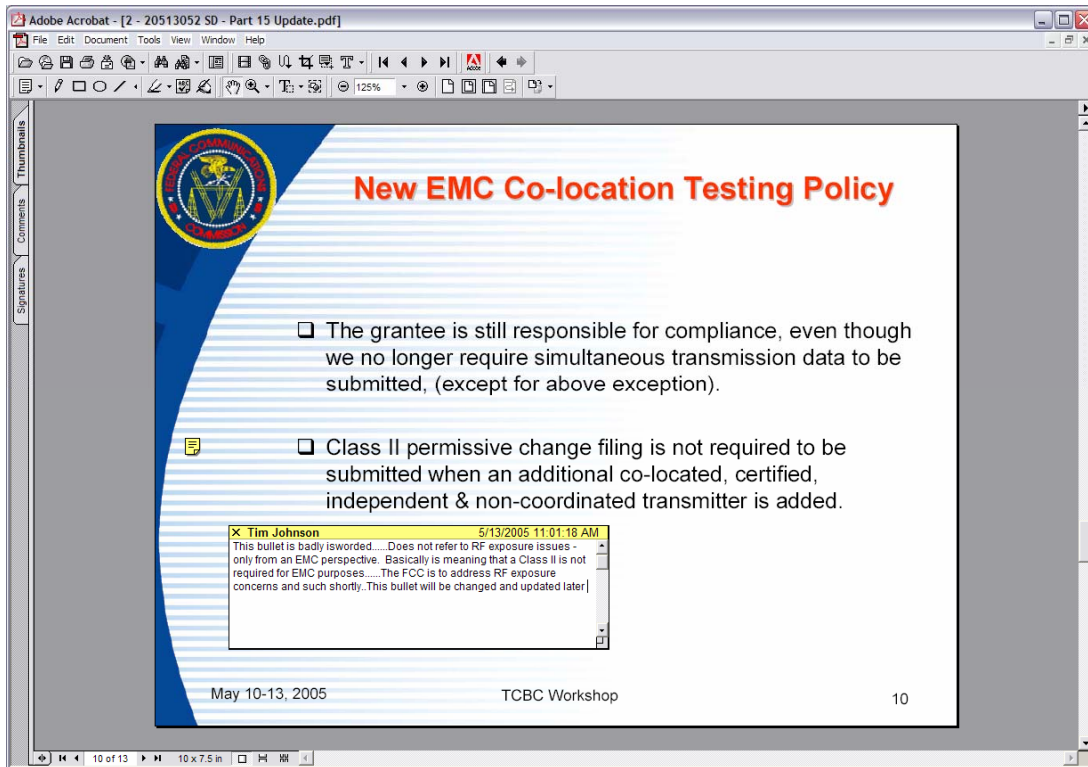 Adobe Acrobat - [2 - 20513052 SD - Part 15 Update.pdf]
File Edit Document Tools View Window Help
125%
Thumbnails
Comments
Signatures
FEDERAL COMMUNICATIONS COMMISSION
New EMC Co-location Testing Policy
The grantee is still responsible for compliance, even though
we no longer require simultaneous transmission data to be
submitted, (except for above exception).
Class II permissive change filing is not required to be
submitted when an additional co-located, certified,
independent & non-coordinated transmitter is added.
Tim Johnson 5/13/2005 11:01:18 AM
This bullet is badly isworded.....Does not refer to RF exposure issues -
only from an EMC perspective. Basically is meaning that a Class II is not
required for EMC purposes......The FCC is to address RF exposure
concerns and such shortly..This bullet will be changed and updated later
May 10-13, 2005 TCBC Workshop 10
10 of 13 10 x 7.5 in